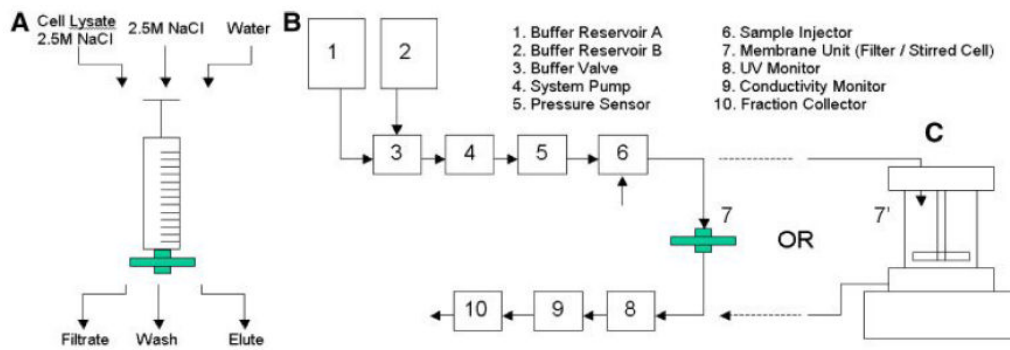 A
Cell Lysate
2.5M NaCl
2.5M NaCl
Water
Filtrate
Wash
Elute
B
1
2
1. Buffer Reservoir A
2. Buffer Reservoir B
3. Buffer Valve
4. System Pump
5. Pressure Sensor
6. Sample Injector
7. Membrane Unit (Filter / Stirred Cell)
8. UV Monitor
9. Conductivity Monitor
10. Fraction Collector
3
4
5
6
7
OR
10
9
8
C
7'